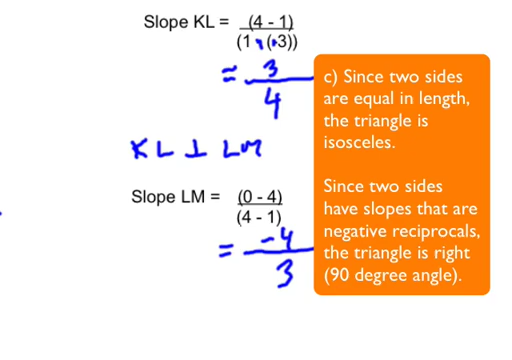 Slope KL = (4 - 1)
(1 - (-3))
= 3
4
KL ⊥ LM
Slope LM = (0 - 4)
(4 - 1)
= -4
3
c) Since two sides
are equal in length,
the triangle is
isosceles.
Since two sides
have slopes that are
negative reciprocals,
the triangle is right
(90 degree angle).